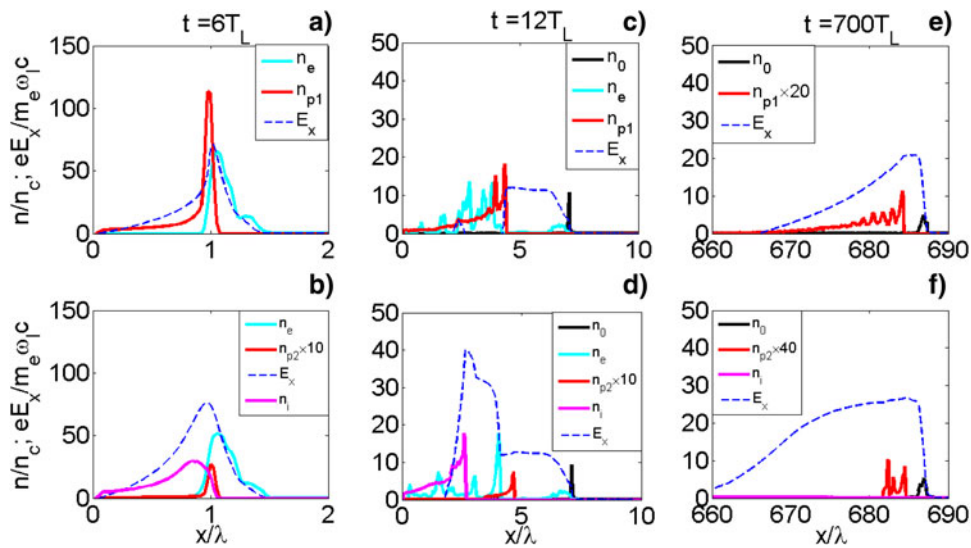 t =6T_L
a)
150
100
50
0
0
1
2
n/n_c; eE_x/m_eω_lc
n_e
n_p1
E_x
t =12T_L
c)
50
40
30
20
10
0
0
5
10
n_0
n_e
n_p1
E_x
t =700T_L
e)
50
40
30
20
10
0
660
670
680
690
n_0
n_p1×20
E_x
b)
150
100
50
0
0
1
2
n/n_c; eE_x/m_eω_lc
x/λ
n_e
n_p2×10
E_x
n_i
d)
50
40
30
20
10
0
0
5
10
x/λ
n_0
n_e
n_p2×10
n_i
E_x
f)
50
40
30
20
10
0
660
670
680
690
x/λ
n_0
n_p2×40
n_i
E_x